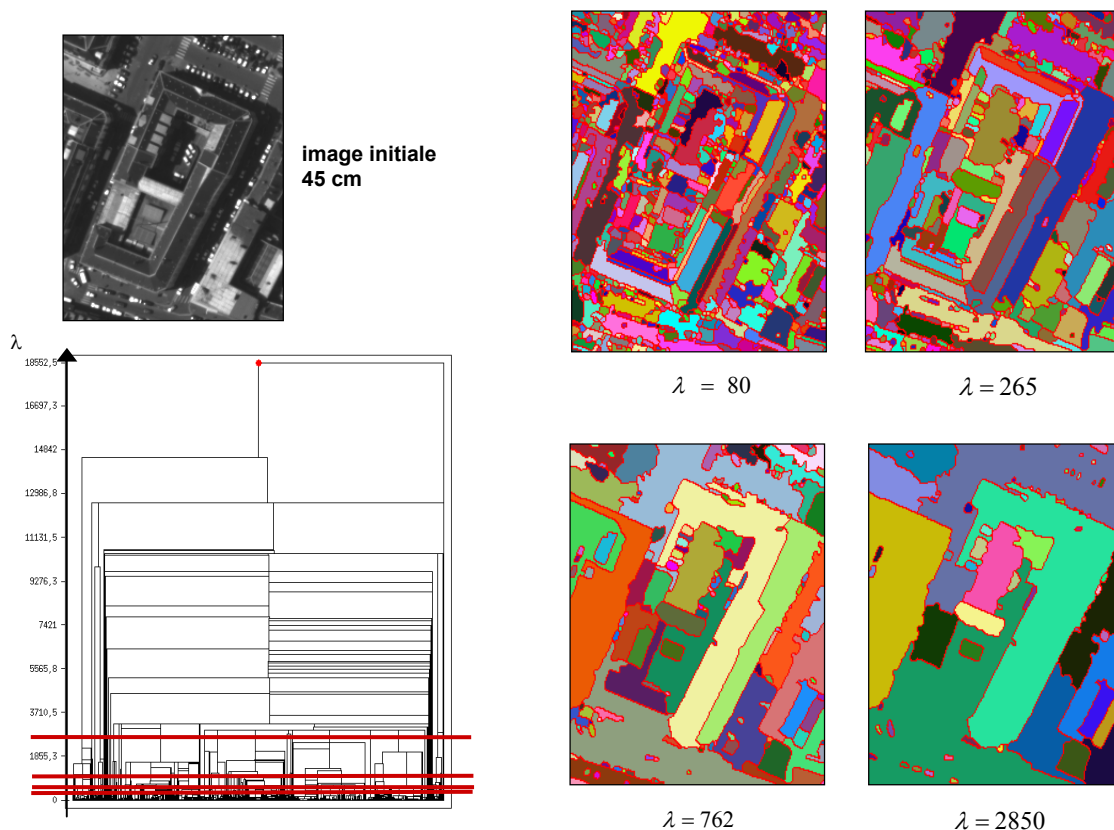 image initiale
45 cm
λ = 80
λ = 265
λ
18552,5
16697,3
14842
12986,8
11131,5
9276,3
7421
5565,8
3710,5
1855,3
0
λ = 762
λ = 2850